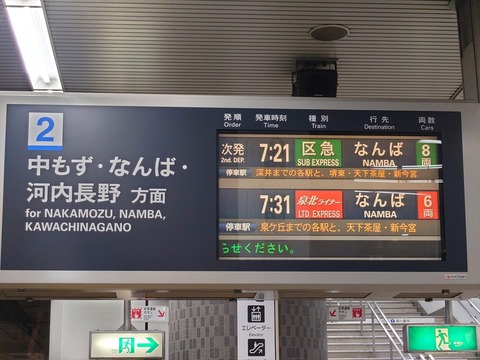 2
中もず・なんば・
河内長野 方面
for NAKAMOZU, NAMBA,
KAWACHINAGANO
発順 発車時刻 種別 行先 両数
Order Time Train Destination Cars
次発 7:21 区急 なんば 8両
2nd. DEP. SUB EXPRESS NAMBA
停車駅 深井までの各駅と、堺東・天下茶屋・新今宮
7:31 泉北ライナー なんば 6両
LTD. EXPRESS NAMBA
停車駅 泉ケ丘までの各駅と、天下茶屋・新今宮
らせください。
エレベーター
Elevator